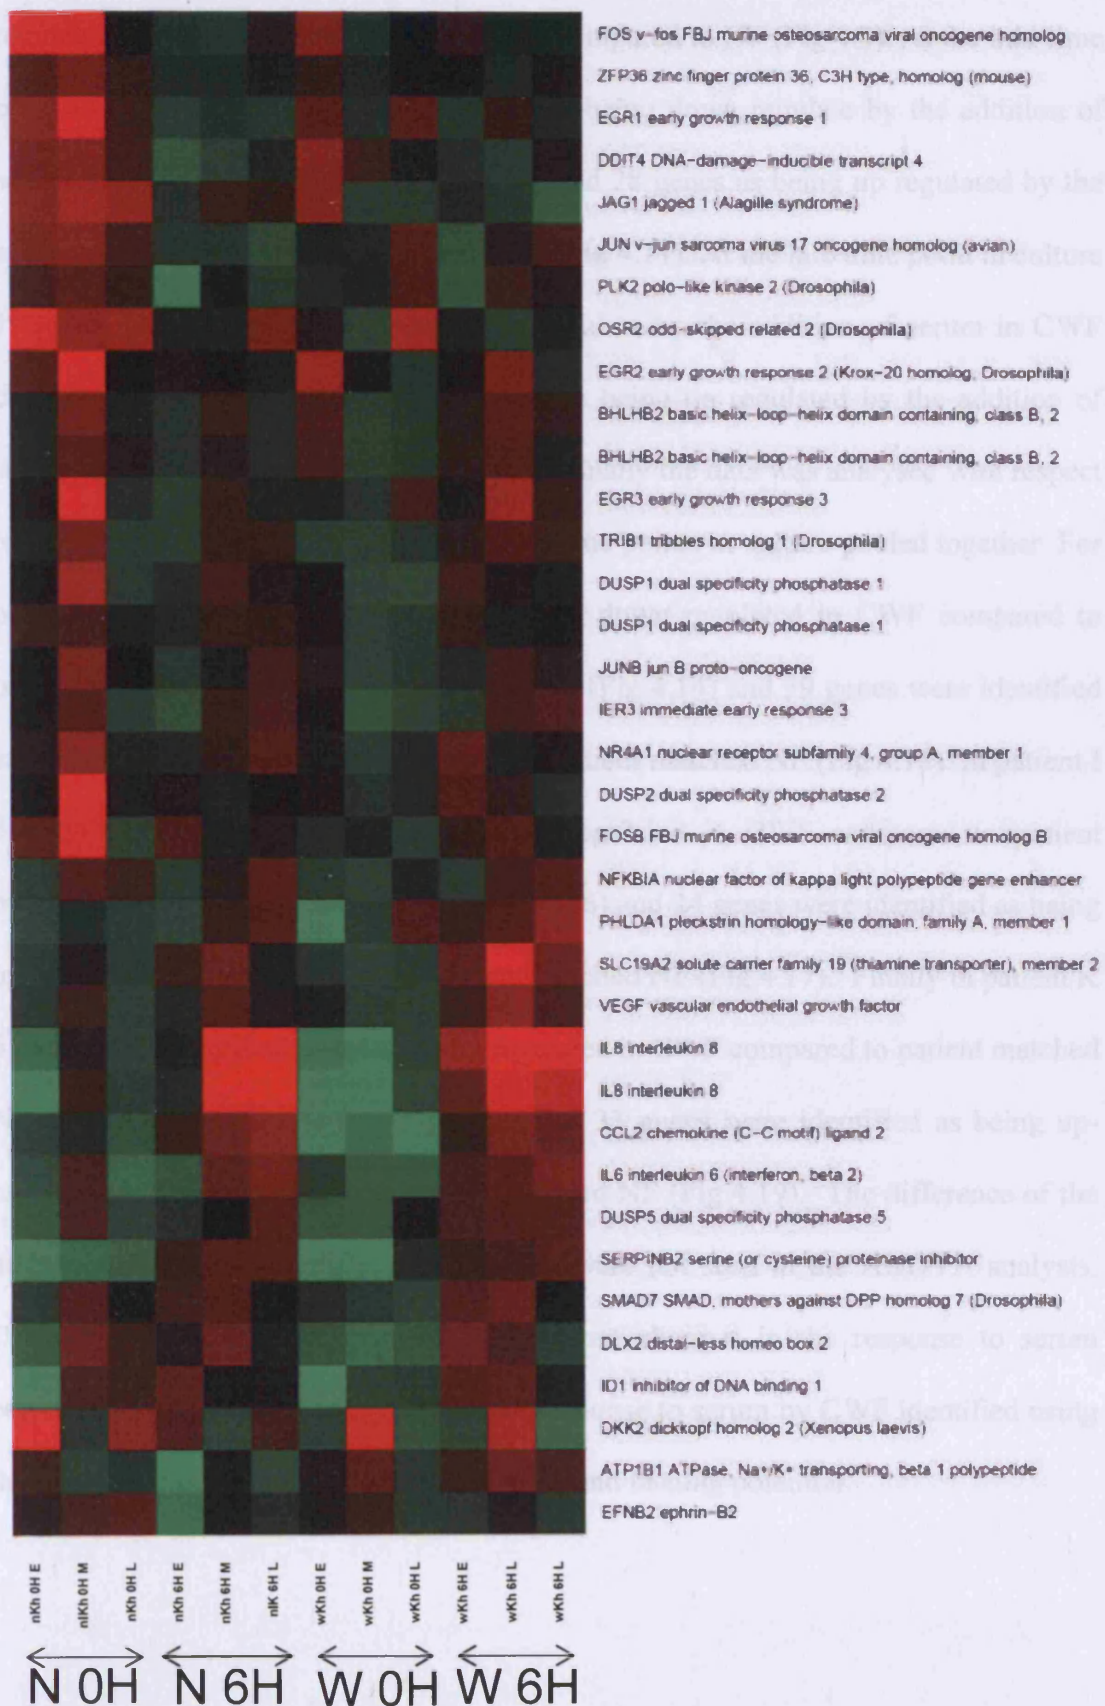 FOS v-fos FBJ murine osteosarcoma viral oncogene homolog
ZFP36 zinc finger protein 36, C3H type, homolog (mouse)
EGR1 early growth response 1
DDIT4 DNA-damage-inducible transcript 4
JAG1 jagged 1 (Alagille syndrome)
JUN v-jun sarcoma virus 17 oncogene homolog (avian)
PLK2 polo-like kinase 2 (Drosophila)
OSR2 odd-skipped related 2 (Drosophila)
EGR2 early growth response 2 (Krox-20 homolog, Drosophila)
BHLHB2 basic helix-loop-helix domain containing, class B, 2
BHLHB2 basic helix-loop-helix domain containing, class B, 2
EGR3 early growth response 3
TRIB1 tribbles homolog 1 (Drosophila)
DUSP1 dual specificity phosphatase 1
DUSP1 dual specificity phosphatase 1
JUNB jun B proto-oncogene
IER3 immediate early response 3
NR4A1 nuclear receptor subfamily 4, group A, member 1
DUSP2 dual specificity phosphatase 2
FOSB FBJ murine osteosarcoma viral oncogene homolog B
NFKBIA nuclear factor of kappa light polypeptide gene enhancer
PHLDA1 pleckstrin homology-like domain, family A, member 1
SLC19A2 solute carrier family 19 (thiamine transporter), member 2
VEGF vascular endothelial growth factor
IL8 interleukin 8
IL8 interleukin 8
CCL2 chemokine (C-C motif) ligand 2
IL6 interleukin 6 (interferon, beta 2)
DUSP5 dual specificity phosphatase 5
SERPINB2 serine (or cysteine) proteinase inhibitor
SMAD7 SMAD, mothers against DPP homolog 7 (Drosophila)
DLX2 distal-less homeo box 2
ID1 inhibitor of DNA binding 1
DKK2 dickkopf homolog 2 (Xenopus laevis)
ATP1B1 ATPase, Na+/K+ transporting, beta 1 polypeptide
EFNB2 ephrin-B2
nKh 0H E
nIKh 0H M
nKh 0H L
nKh 6H E
nKh 6H M
nIK 6H L
wKh 0H E
wKh 0H M
wKh 0H L
wKh 6H E
wKh 6H L
wKh 6H L
N 0H N 6H W 0H W 6H